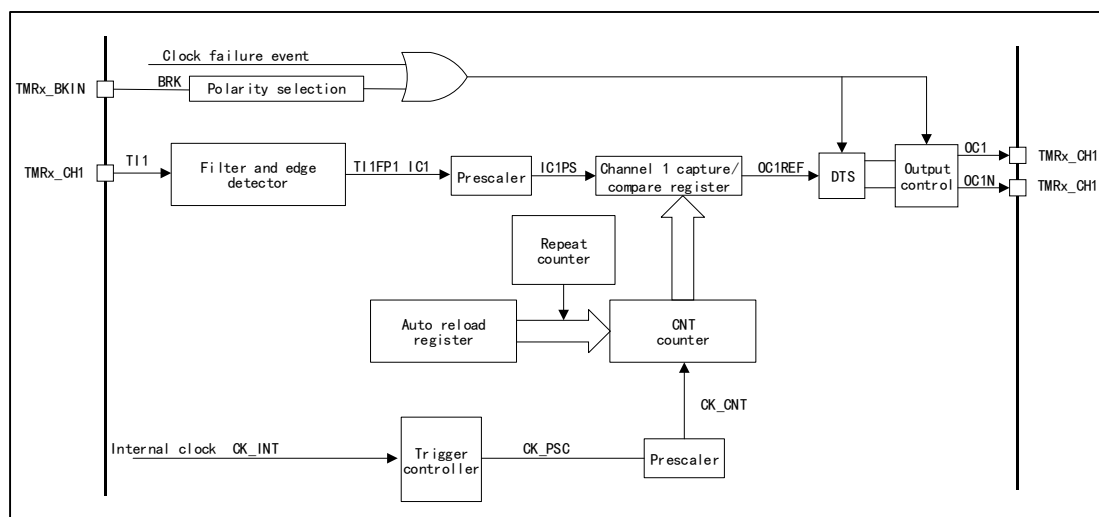 Clock failure event
TMRx_BKIN
BRK
Polarity selection
TMRx_CH1
TI1
Filter and edge
detector
TI1FP1 IC1
Prescaler
IC1PS
Channel 1 capture/
compare register
OC1REF
DTS
Output
control
OC1
TMRx_CH1
OC1N
TMRx_CH1
Repeat
counter
Auto reload
register
CNT
counter
CK_CNT
Internal clock CK_INT
Trigger
controller
CK_PSC
Prescaler